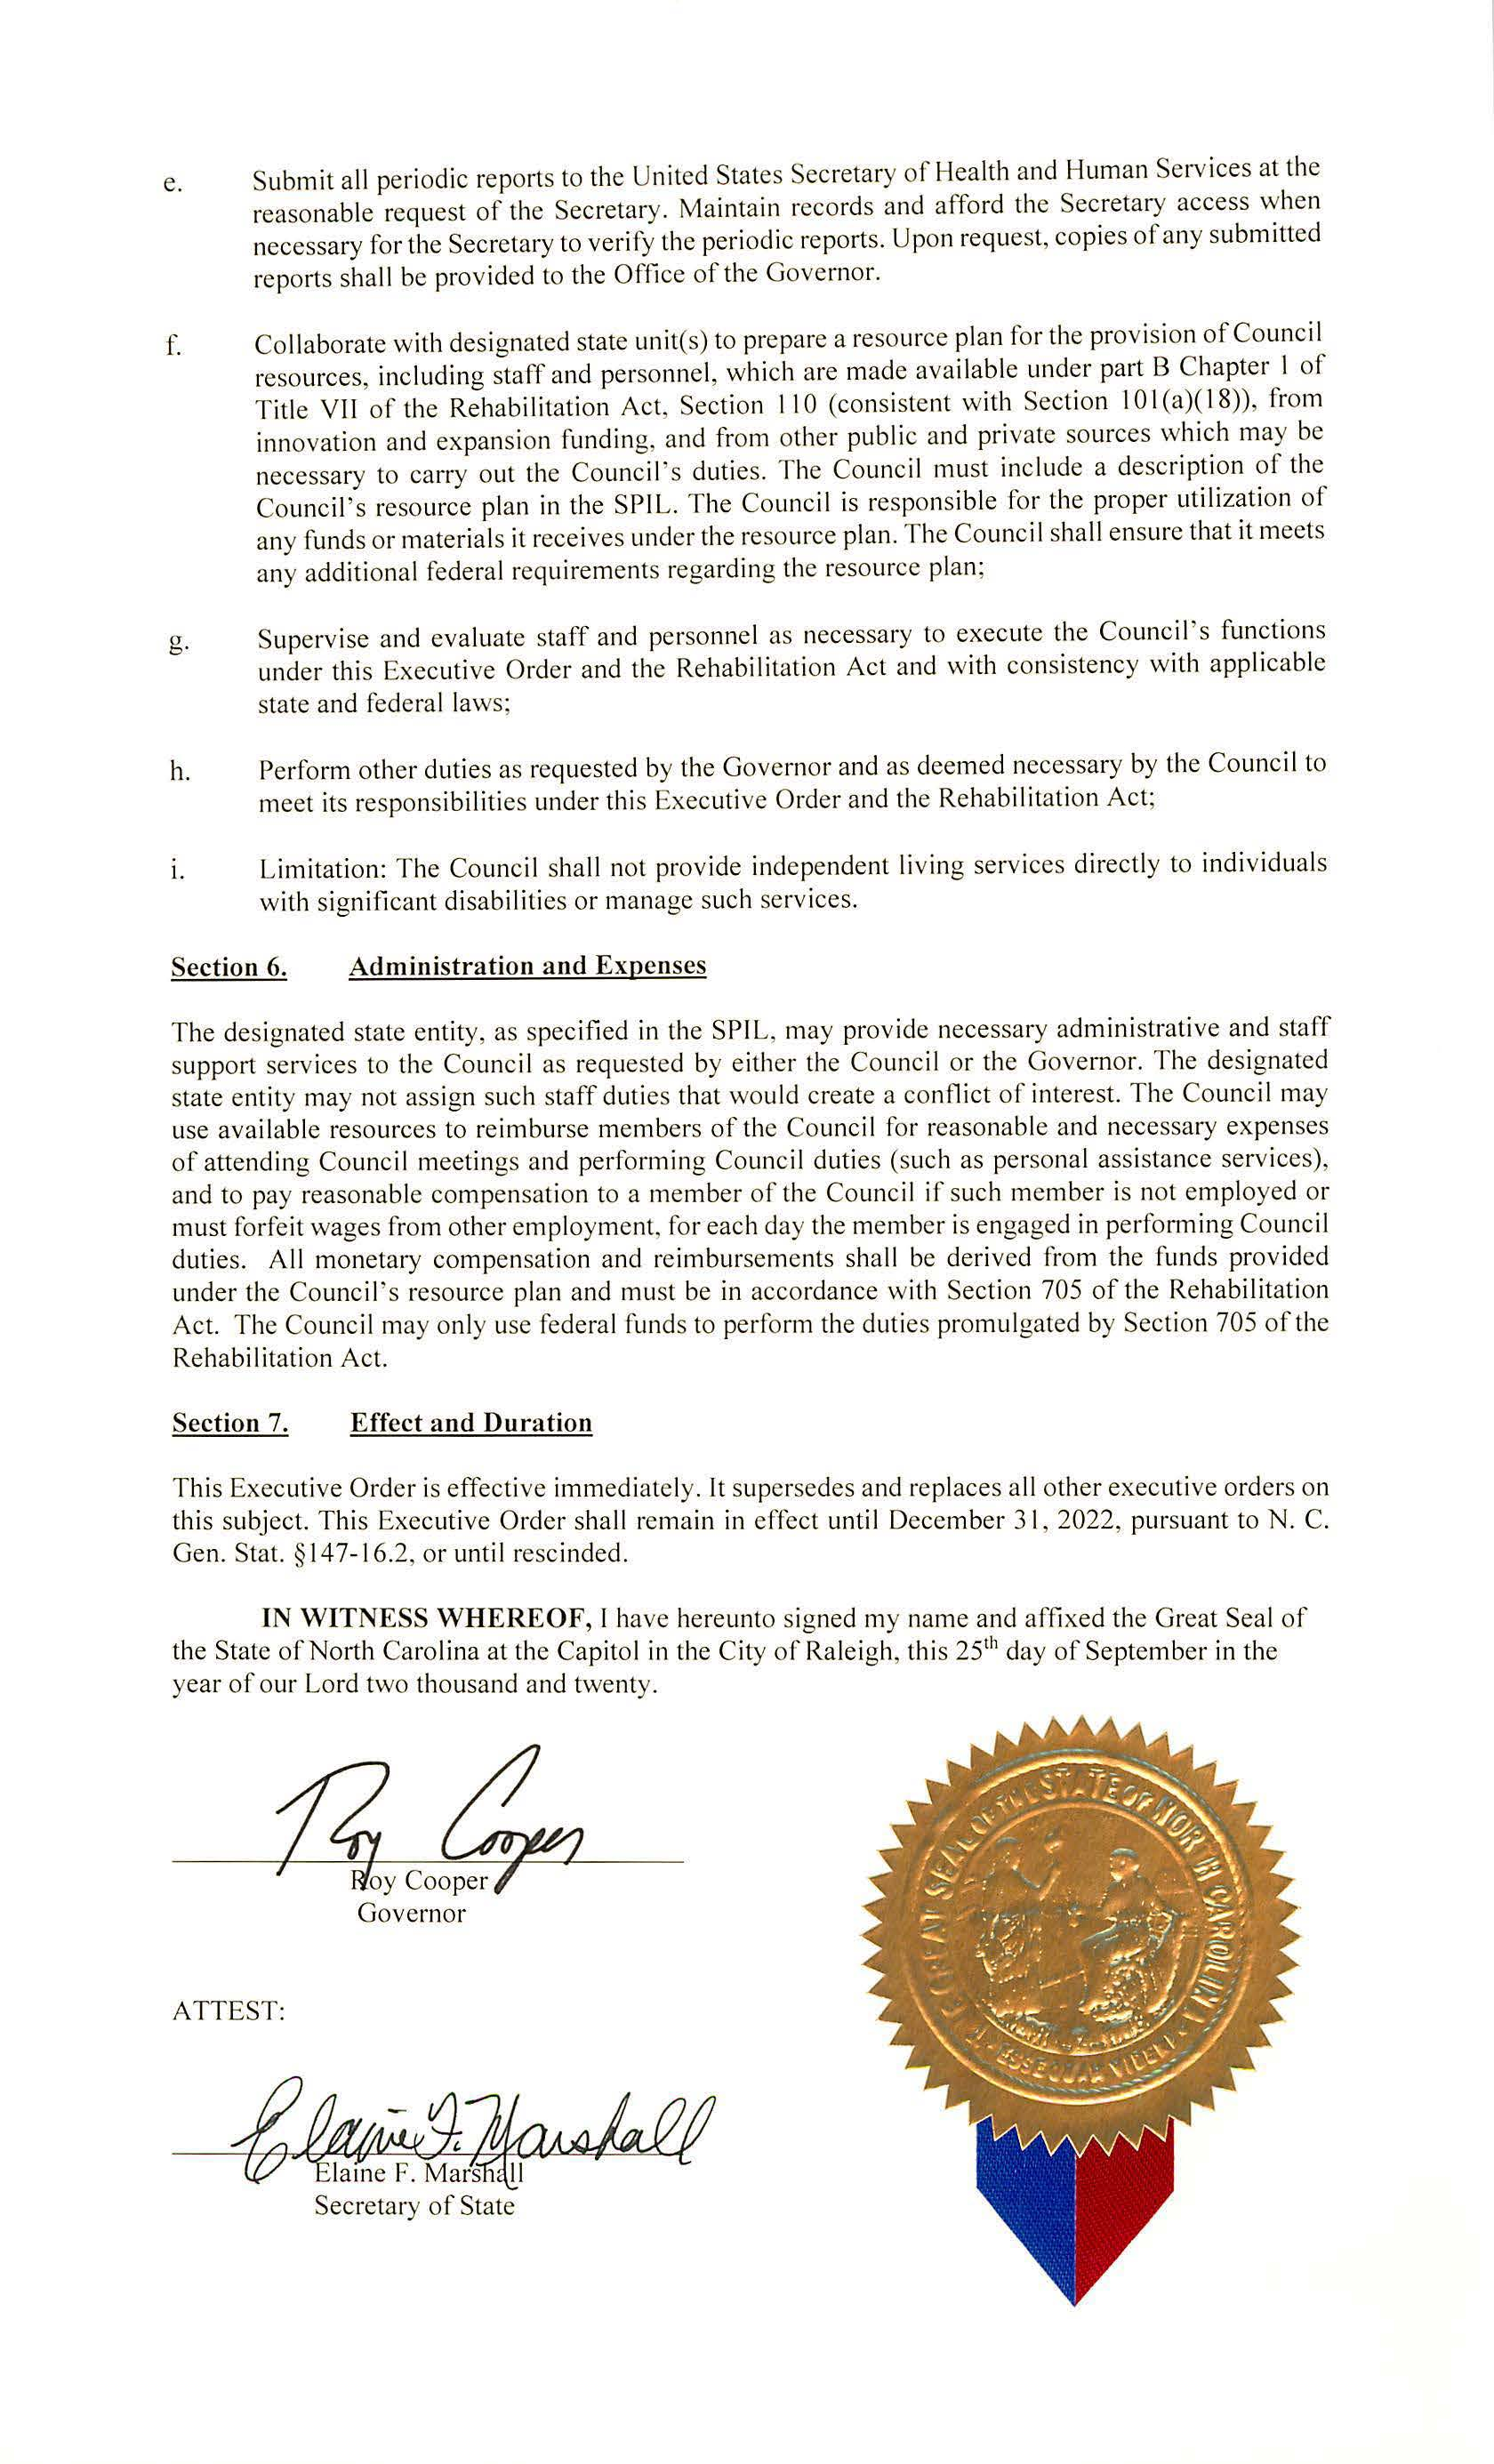 e. Submit all periodic reports to the United States Secretary of Health and Human Services at the
reasonable request of the Secretary. Maintain records and afford the Secretary access when
necessary for the Secretary to verify the periodic reports. Upon request, copies of any submitted
reports shall be provided to the Office of the Governor.
f. Collaborate with designated state unit(s) to prepare a resource plan for the provision of Council
resources, including staff and personnel, which are made available under part B Chapter 1 of
Title VII of the Rehabilitation Act, Section 110 (consistent with Section 101(a)(18)), from
innovation and expansion funding, and from other public and private sources which may be
necessary to carry out the Council's duties. The Council must include a description of the
Council's resource plan in the SPIL. The Council is responsible for the proper utilization of
any funds or materials it receives under the resource plan. The Council shall ensure that it meets
any additional federal requirements regarding the resource plan;
g. Supervise and evaluate staff and personnel as necessary to execute the Council's functions
under this Executive Order and the Rehabilitation Act and with consistency with applicable
state and federal laws;
h. Perform other duties as requested by the Governor and as deemed necessary by the Council to
meet its responsibilities under this Executive Order and the Rehabilitation Act;
i. Limitation: The Council shall not provide independent living services directly to individuals
with significant disabilities or manage such services.
Section 6. Administration and Expenses
The designated state entity, as specified in the SPIL, may provide necessary administrative and staff
support services to the Council as requested by either the Council or the Governor. The designated
state entity may not assign such staff duties that would create a conflict of interest. The Council may
use available resources to reimburse members of the Council for reasonable and necessary expenses
of attending Council meetings and performing Council duties (such as personal assistance services),
and to pay reasonable compensation to a member of the Council if such member is not employed or
must forfeit wages from other employment, for each day the member is engaged in performing Council
duties. All monetary compensation and reimbursements shall be derived from the funds provided
under the Council's resource plan and must be in accordance with Section 705 of the Rehabilitation
Act. The Council may only use federal funds to perform the duties promulgated by Section 705 of the
Rehabilitation Act.
Section 7. Effect and Duration
This Executive Order is effective immediately. It supersedes and replaces all other executive orders on
this subject. This Executive Order shall remain in effect until December 31, 2022, pursuant to N. C.
Gen. Stat. §147-16.2, or until rescinded.
IN WITNESS WHEREOF, I have hereunto signed my name and affixed the Great Seal of
the State of North Carolina at the Capitol in the City of Raleigh, this 25th day of September in the
year of our Lord two thousand and twenty.
Roy Cooper
Roy Cooper
Governor
ATTEST:
Elaine F. Marshall
Elaine F. Marshall
Secretary of State
GREAT SEAL OF THE STATE OF NORTH CAROLINA